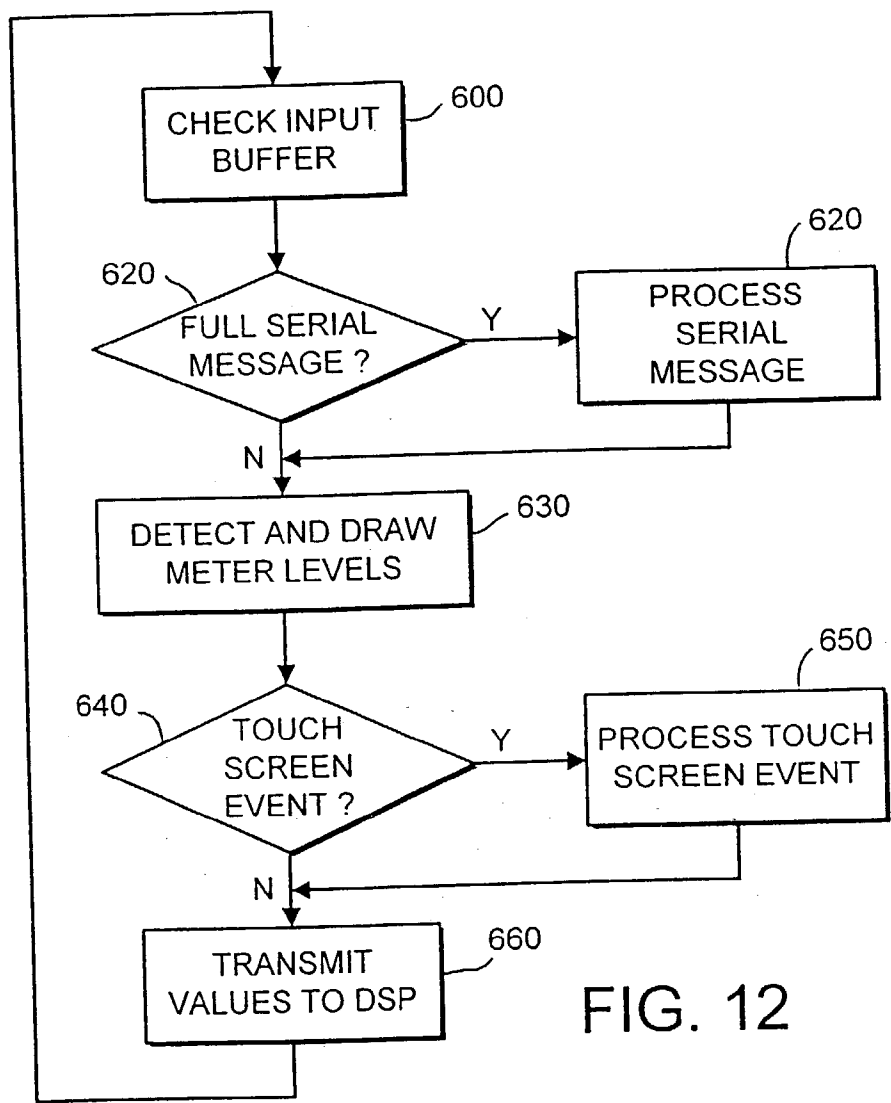 CHECK INPUT
BUFFER
600
620
FULL SERIAL
MESSAGE ?
Y
620
PROCESS
SERIAL
MESSAGE
N
DETECT AND DRAW
METER LEVELS
630
640
TOUCH
SCREEN
EVENT ?
Y
650
PROCESS TOUCH
SCREEN EVENT
N
TRANSMIT
VALUES TO DSP
660
FIG. 12